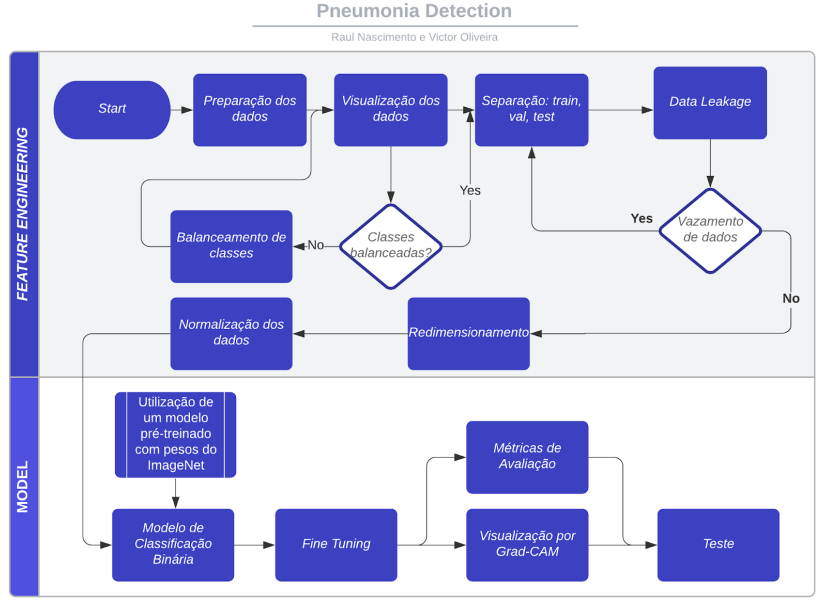 Pneumonia Detection
Raul Nascimento e Victor Oliveira
FEATURE ENGINEERING
Start
Preparação dos
dados
Visualização dos
dados
Separação: train,
val, test
Data Leakage
Yes
Balanceamento de
classes
No
Classes
balanceadas?
Yes
Vazamento
de dados
No
Normalização dos
dados
Redimensionamento
MODEL
Utilização de
um modelo
pré-treinado
com pesos do
ImageNet
Métricas de
Avaliação
Modelo de
Classificação
Binária
Fine Tuning
Visualização por
Grad-CAM
Teste